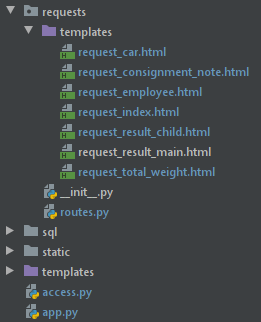 requests
templates
request_car.html
request_consignment_note.html
request_employee.html
request_index.html
request_result_child.html
request_result_main.html
request_total_weight.html
__init__.py
routes.py
sql
static
templates
access.py
app.py